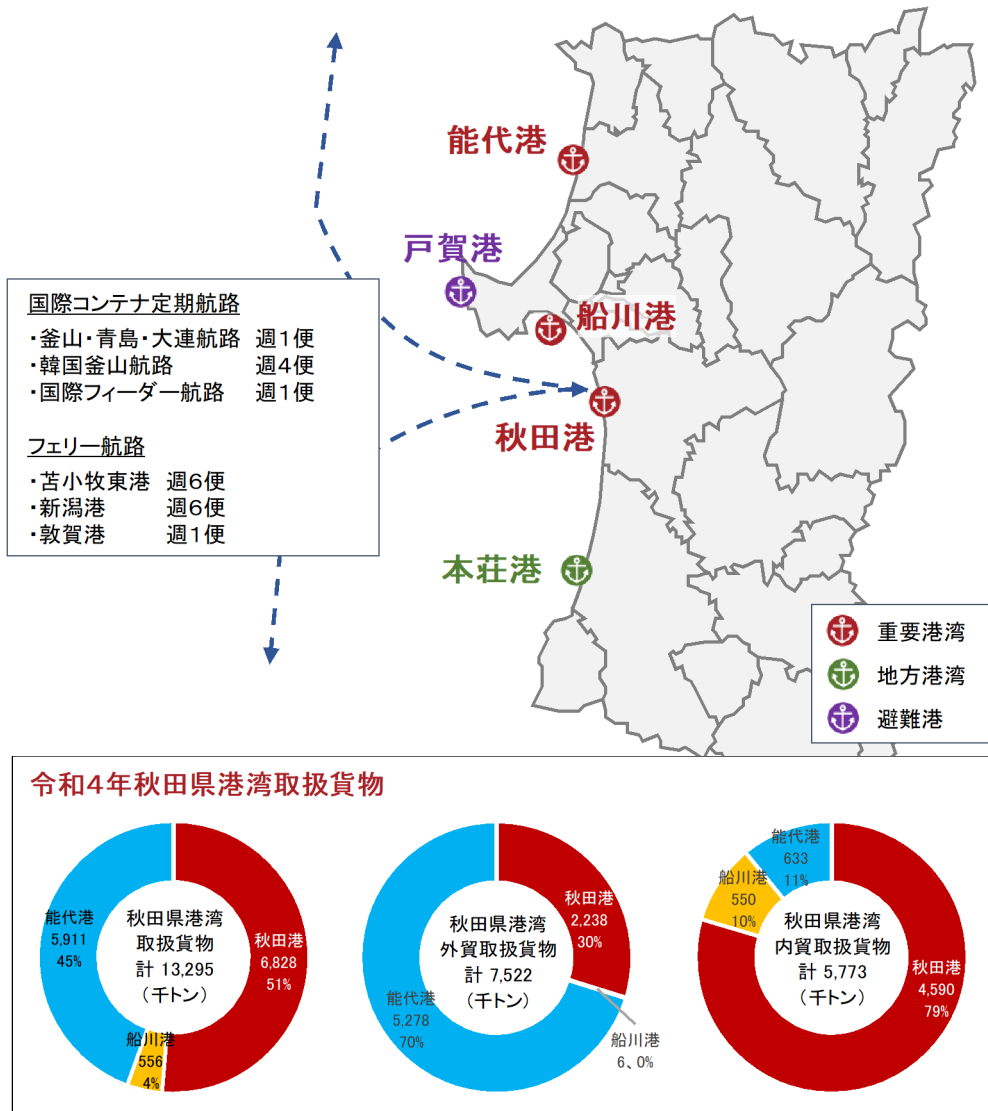 能代港
戸賀港
船川港
秋田港
本荘港
国際コンテナ定期航路
・釜山・青島・大連航路 週1便
・韓国釜山航路 週4便
・国際フィーダー航路 週1便
フェリー航路
・苫小牧東港 週6便
・新潟港 週6便
・敦賀港 週1便
重要港湾
地方港湾
避難港
令和4年秋田県港湾取扱貨物
能代港
5,911
45%
秋田県港湾
取扱貨物
計 13,295
（千トン）
秋田港
6,828
51%
船川港
556
4%
秋田港
2,238
30%
秋田県港湾
外貿取扱貨物
計 7,522
（千トン）
能代港
5,278
70%
船川港
6、0%
能代港
633
11%
船川港
550
10%
秋田県港湾
内貿取扱貨物
計 5,773
（千トン）
秋田港
4,590
79%